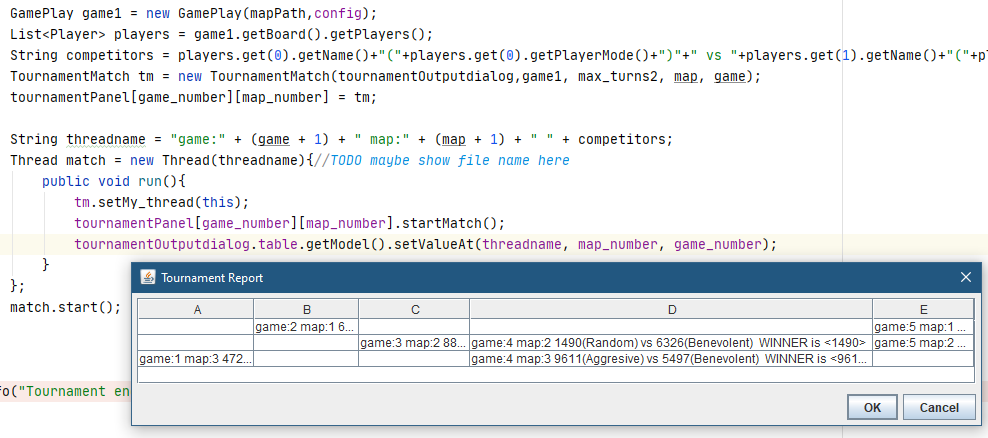 GamePlay game1 = new GamePlay(mapPath,config);
List<Player> players = game1.getBoard().getPlayers();
String competitors = players.get(0).getName()+"("+players.get(0).getPlayerMode()+")"+" vs "+players.get(1).getName()+"("+pl
TournamentMatch tm = new TournamentMatch(tournamentOutputdialog,game1, max_turns2, map, game);
tournamentPanel[game_number][map_number] = tm;
String threadname = "game:" + (game + 1) + " map:" + (map + 1) + " " + competitors;
Thread match = new Thread(threadname){//TODO maybe show file name here
public void run(){
tm.setMy_thread(this);
tournamentPanel[game_number][map_number].startMatch();
tournamentOutputdialog.table.getModel().setValueAt(threadname, map_number, game_number);
}
};
match.start();
fo("Tournament en
Tournament Report
A B C D E
game:2 map:1 6... game:5 map:1 ...
game:3 map:2 88... game:4 map:2 1490(Random) vs 6326(Benevolent) WINNER is <1490> game:5 map:2 ...
game:1 map:3 472... game:4 map:3 9611(Aggresive) vs 5497(Benevolent) WINNER is <961...
OK Cancel